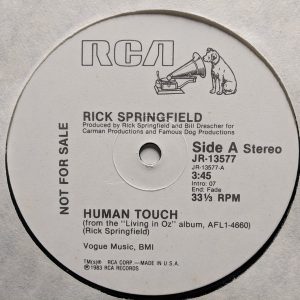 RCA
RICK SPRINGFIELD
Produced by Rick Springfield and Bill Drescher for
Carman Productions and Famous Dog Productions
NOT FOR SALE
Side A Stereo
JR-13577
JR-13577-A
3:45
Intro: 07
End: Fade
33⅓ RPM
HUMAN TOUCH
(from the "Living in Oz" album, AFL1-4660)
(Rick Springfield)
Vogue Music, BMI
TM(s)® RCA CORP.—MADE IN U.S.A.
℗1983 RCA RECORDS